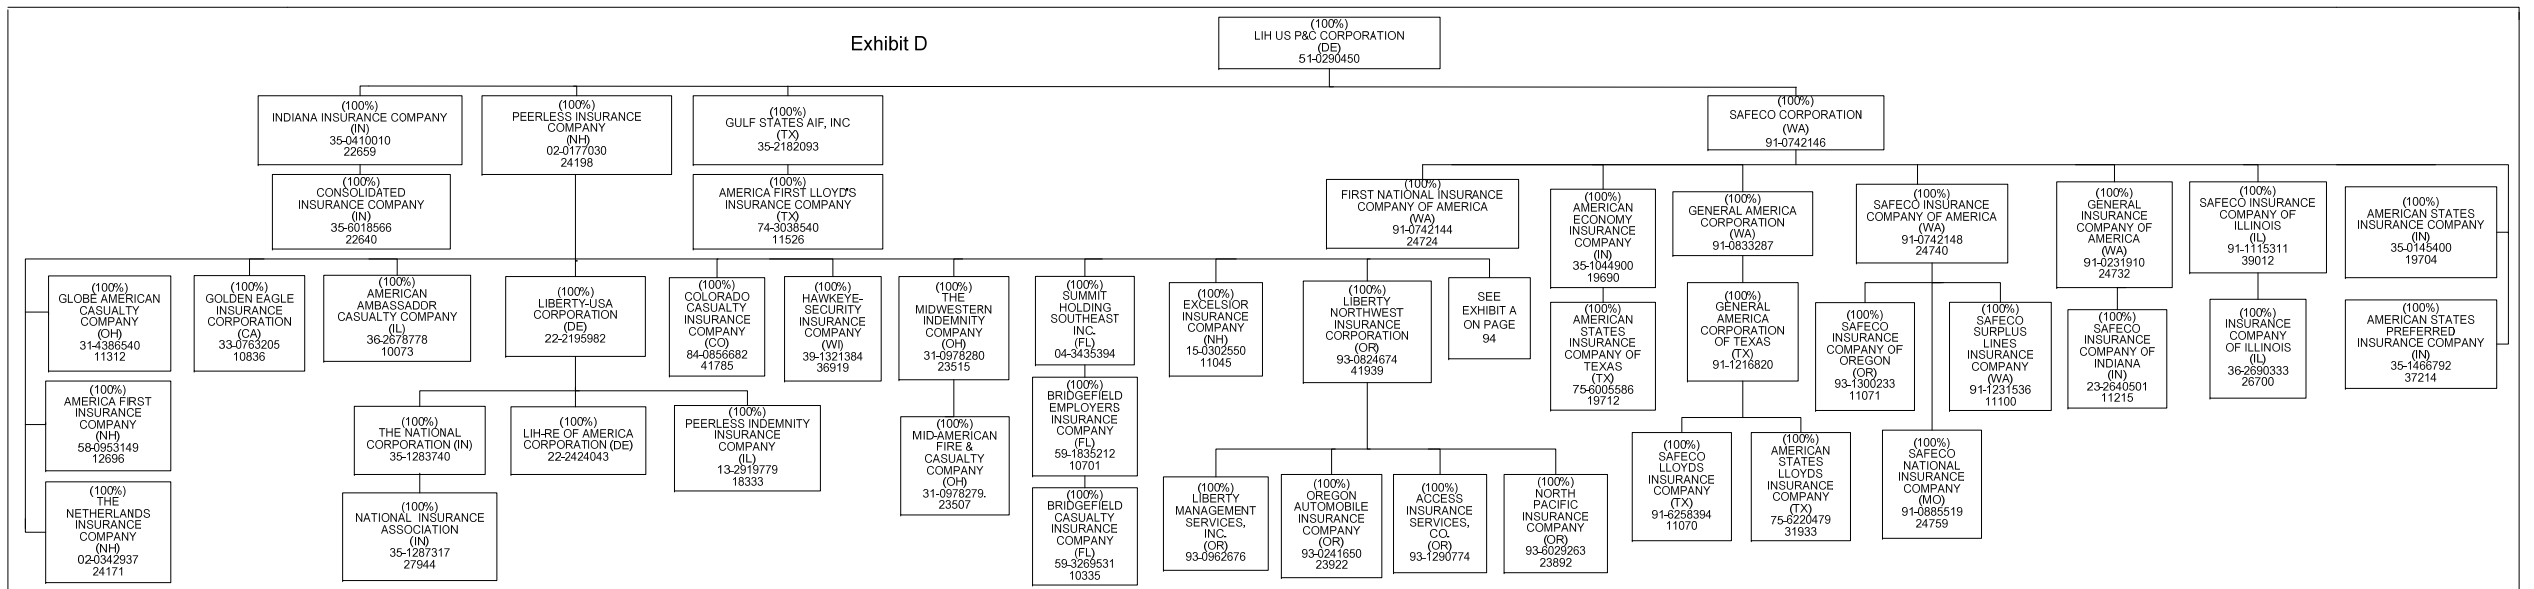 Exhibit D
(100%)
LIH US P&C CORPORATION
(DE)
51-0290450
(100%)
INDIANA INSURANCE COMPANY
(IN)
35-0410010
22659
(100%)
PEERLESS INSURANCE
COMPANY
(NH)
02-0177030
24198
(100%)
GULF STATES AIF, INC
(TX)
35-2182093
(100%)
SAFECO CORPORATION
(WA)
91-0742146
(100%)
CONSOLIDATED
INSURANCE COMPANY
(IN)
35-6018566
22640
(100%)
AMERICA FIRST LLOYD'S
INSURANCE COMPANY
(TX)
74-3038540
11526
(100%)
FIRST NATIONAL INSURANCE
COMPANY OF AMERICA
(WA)
91-0742144
24724
(100%)
AMERICAN
ECONOMY
INSURANCE
COMPANY
(IN)
35-1044900
19690
(100%)
GENERAL AMERICA
CORPORATION
(WA)
91-0833287
(100%)
SAFECO INSURANCE
COMPANY OF AMERICA
(WA)
91-0742148
24740
(100%)
GENERAL
INSURANCE
COMPANY OF
AMERICA
(WA)
91-0231910
24732
(100%)
SAFECO INSURANCE
COMPANY OF
ILLINOIS
(IL)
91-1115311
39012
(100%)
AMERICAN STATES
INSURANCE COMPANY
(IN)
35-0145400
19704
(100%)
GLOBE AMERICAN
CASUALTY
COMPANY
(OH)
31-4386540
11312
(100%)
GOLDEN EAGLE
INSURANCE
CORPORATION
(CA)
33-0763205
10836
(100%)
AMERICAN
AMBASSADOR
CASUALTY COMPANY
(IL)
36-2678778
10073
(100%)
LIBERTY-USA
CORPORATION
(DE)
22-2195982
(100%)
COLORADO
CASUALTY
INSURANCE
COMPANY
(CO)
84-0856682
41785
(100%)
HAWKEYE-
SECURITY
INSURANCE
COMPANY
(WI)
39-1321384
36919
(100%)
THE
MIDWESTERN
INDEMNITY
COMPANY
(OH)
31-0978280
23515
(100%)
SUMMIT
HOLDING
SOUTHEAST
INC.
(FL)
04-3435394
(100%)
EXCELSIOR
INSURANCE
COMPANY
(NH)
15-0302550
11045
(100%)
LIBERTY
NORTHWEST
INSURANCE
CORPORATION
(OR)
93-0824674
41939
SEE
EXHIBIT A
ON PAGE
94
(100%)
AMERICAN
STATES
INSURANCE
COMPANY OF
TEXAS
(TX)
75-6005586
19712
(100%)
GENERAL
AMERICA
CORPORATION
OF TEXAS
(TX)
91-1216820
(100%)
SAFECO
INSURANCE
COMPANY OF
OREGON
(OR)
93-1300233
11071
(100%)
SAFECO
SURPLUS
LINES
INSURANCE
COMPANY
(WA)
91-1231536
11100
(100%)
SAFECO
INSURANCE
COMPANY OF
INDIANA
(IN)
23-2640501
11215
(100%)
INSURANCE
COMPANY
OF ILLINOIS
(IL)
36-2690333
26700
(100%)
AMERICAN STATES
PREFERRED
INSURANCE COMPANY
(IN)
35-1466792
37214
(100%)
AMERICA FIRST
INSURANCE
COMPANY
(NH)
58-0953149
12696
(100%)
THE NATIONAL
CORPORATION (IN)
35-1283740
(100%)
LIH-RE OF AMERICA
CORPORATION (DE)
22-2424043
(100%)
PEERLESS INDEMNITY
INSURANCE
COMPANY
(IL)
13-2919779
18333
(100%)
MID-AMERICAN
FIRE &
CASUALTY
COMPANY
(OH)
31-0978279.
23507
(100%)
BRIDGEFIELD
EMPLOYERS
INSURANCE
COMPANY
(FL)
59-1835212
10701
(100%)
SAFECO
LLOYDS
INSURANCE
COMPANY
(TX)
91-6258394
11070
(100%)
AMERICAN
STATES
LLOYDS
INSURANCE
COMPANY
(TX)
75-6220479
31933
(100%)
SAFECO
NATIONAL
INSURANCE
COMPANY
(MO)
91-0885519
24759
(100%)
THE
NETHERLANDS
INSURANCE
COMPANY
(NH)
02-0342937
24171
(100%)
NATIONAL INSURANCE
ASSOCIATION
(IN)
35-1287317
27944
(100%)
BRIDGEFIELD
CASUALTY
INSURANCE
COMPANY
(FL)
59-3269531
10335
(100%)
LIBERTY
MANAGEMENT
SERVICES,
INC.
(OR)
93-0962676
(100%)
OREGON
AUTOMOBILE
INSURANCE
COMPANY
(OR)
93-0241650
23922
(100%)
ACCESS
INSURANCE
SERVICES,
CO.
(OR)
93-1290774
(100%)
NORTH
PACIFIC
INSURANCE
COMPANY
(OR)
93-6029263
23892